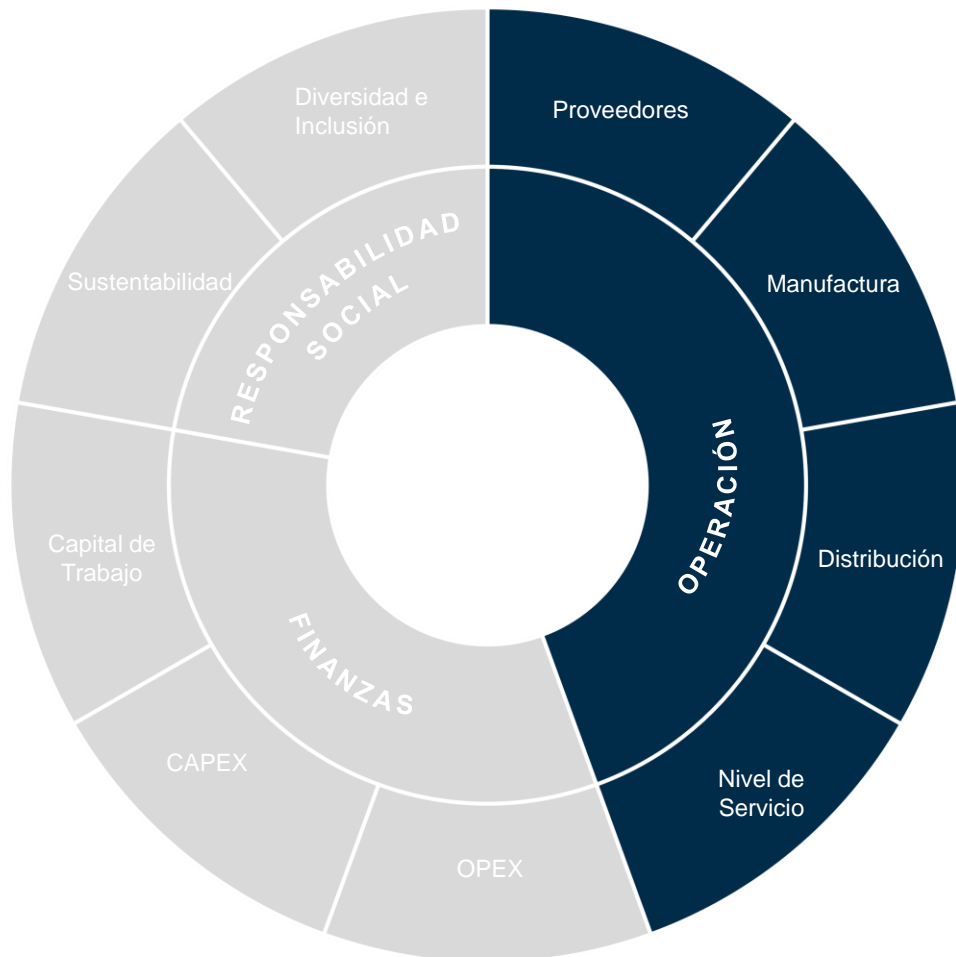 Diversidad e
Inclusión
Proveedores
Sustentabilidad
RESPONSABILIDAD
SOCIAL
Manufactura
OPERACIÓN
Capital de
Trabajo
Distribución
FINANZAS
CAPEX
Nivel de
Servicio
OPEX